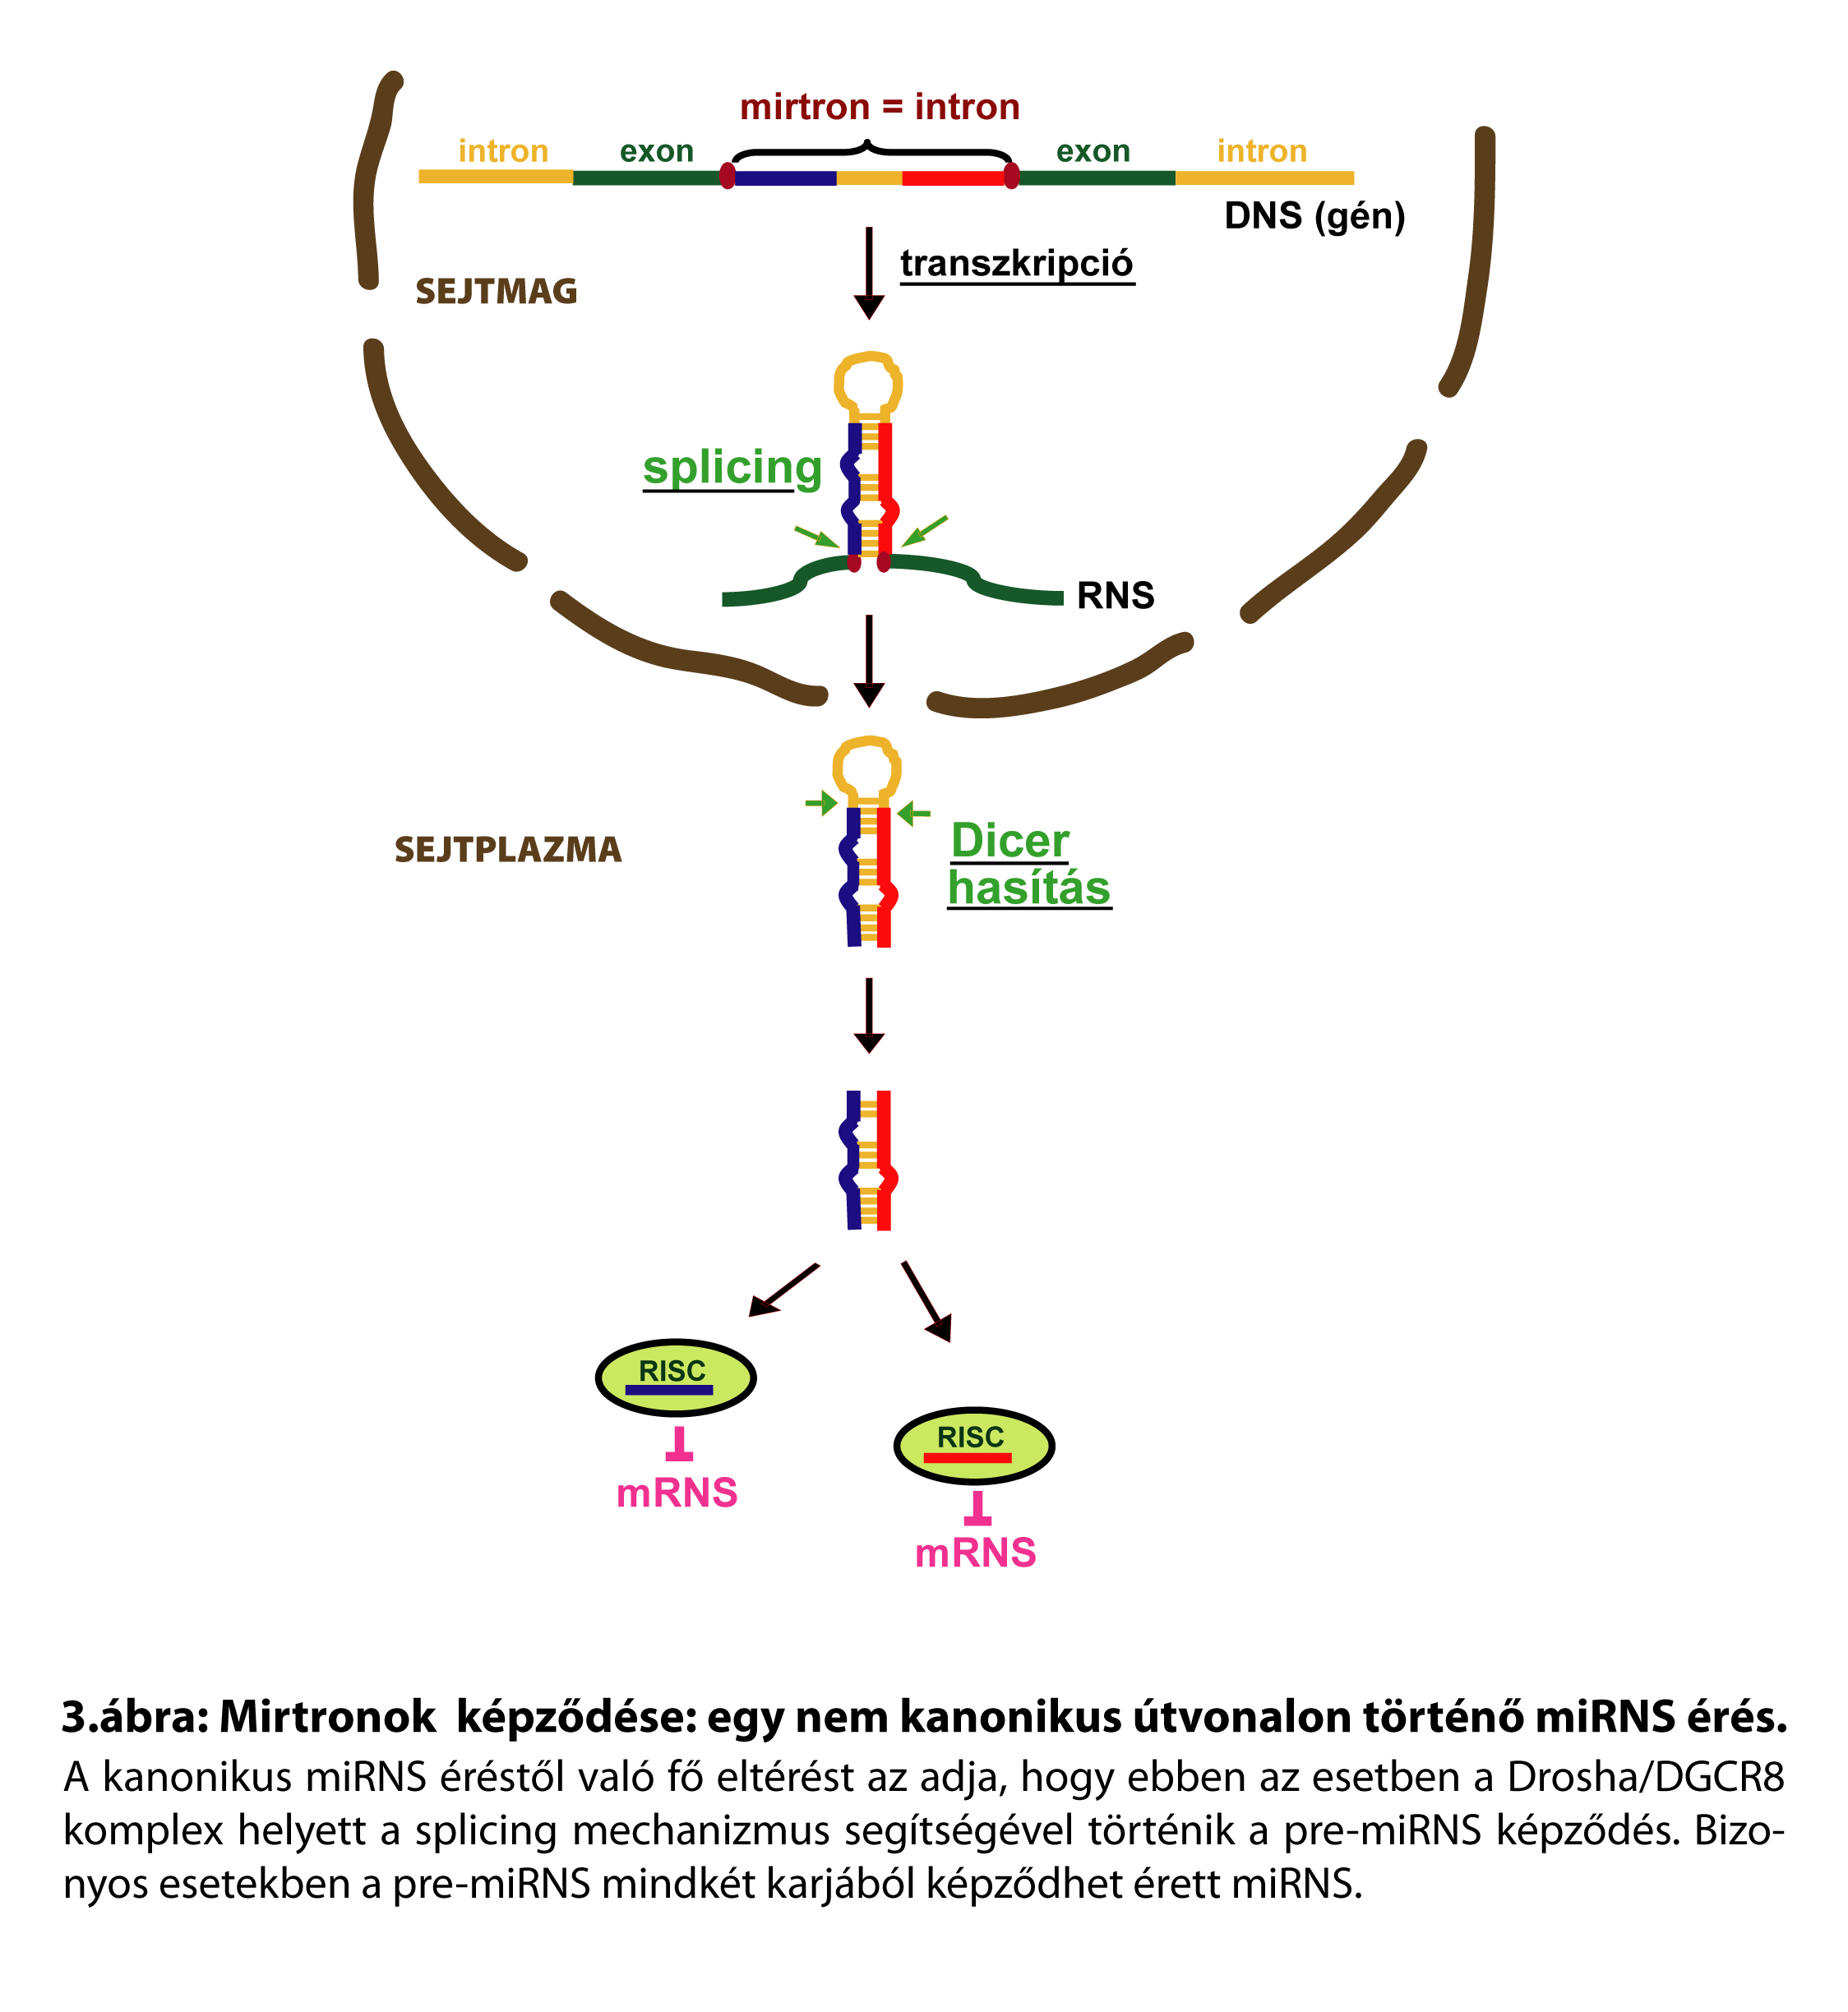 mirtron = intron
intron exon exon intron
DNS (gén)
transzkripció
SEJTMAG
splicing
RNS
SEJTPLAZMA
Dicer
hasítás
RISC
mRNS
RISC
mRNS
3.ábra: Mirtronok képződése: egy nem kanonikus útvonalon történő miRNS érés.
A kanonikus miRNS éréstől való fő eltérést az adja, hogy ebben az esetben a Drosha/DGCR8
komplex helyett a splicing mechanizmus segítségével történik a pre-miRNS képződés. Bizo-
nyos esetekben a pre-miRNS mindkét karjából képződhet érett miRNS.